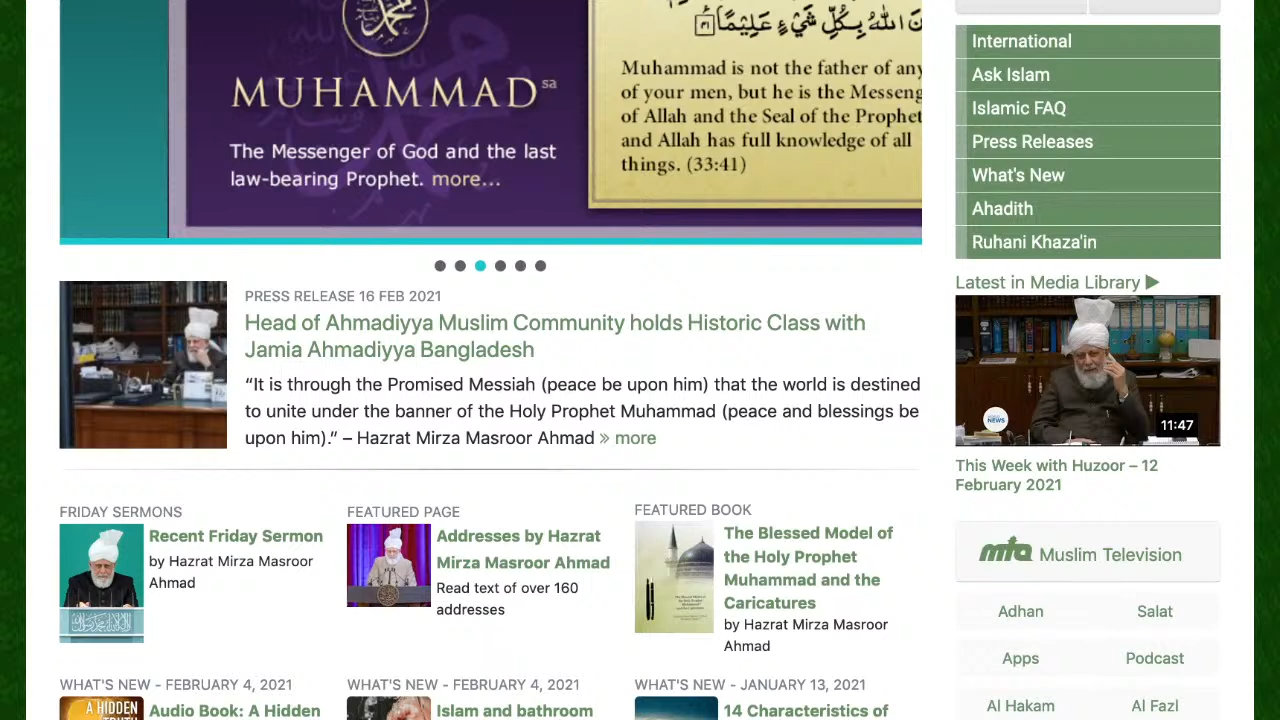 نَ اللّٰهُ بِكُلِّ شَيْءٍ عَلِيْمًا
MUHAMMAD sa
Muhammad is not the father of any
of your men, but he is the Messeng
of Allah and the Seal of the Prophet
and Allah has full knowledge of all
things. (33:41)
The Messenger of God and the last
law-bearing Prophet. more...
PRESS RELEASE 16 FEB 2021
Head of Ahmadiyya Muslim Community holds Historic Class with
Jamia Ahmadiyya Bangladesh
“It is through the Promised Messiah (peace be upon him) that the world is destined
to unite under the banner of the Holy Prophet Muhammad (peace and blessings be
upon him).” – Hazrat Mirza Masroor Ahmad » more
FRIDAY SERMONS
Recent Friday Sermon
by Hazrat Mirza Masroor
Ahmad
FEATURED PAGE
Addresses by Hazrat
Mirza Masroor Ahmad
Read text of over 160
addresses
FEATURED BOOK
The Blessed Model of
the Holy Prophet
Muhammad and the
Caricatures
by Hazrat Mirza Masroor
Ahmad
WHAT'S NEW - FEBRUARY 4, 2021
A HIDDEN
Audio Book: A Hidden
WHAT'S NEW - FEBRUARY 4, 2021
Islam and bathroom
WHAT'S NEW - JANUARY 13, 2021
14 Characteristics of
International
Ask Islam
Islamic FAQ
Press Releases
What's New
Ahadith
Ruhani Khaza'in
Latest in Media Library ▶
NEWS
11:47
This Week with Huzoor – 12
February 2021
mta Muslim Television
Adhan Salat
Apps Podcast
Al Hakam Al Fazl